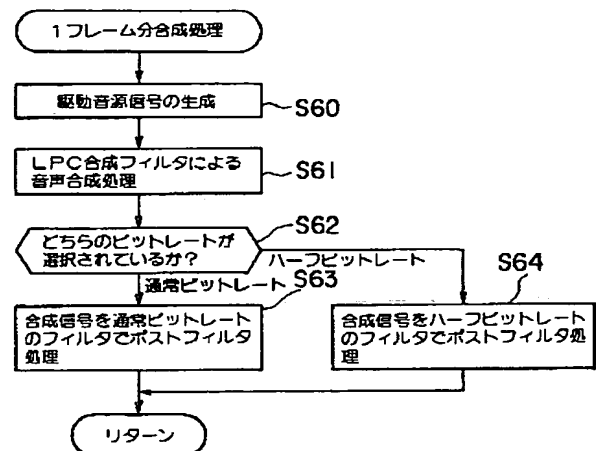 1フレーム分合成処理
駆動音源信号の生成
S60
LPC合成フィルタによる
音声合成処理
S61
S62
どちらのビットレートが
選択されているか?
ハーフビットレート
通常ビットレート
S63
S64
合成信号を通常ビットレート
のフィルタでポストフィルタ
処理
合成信号をハーフビットレート
のフィルタでポストフィルタ処
理
リターン